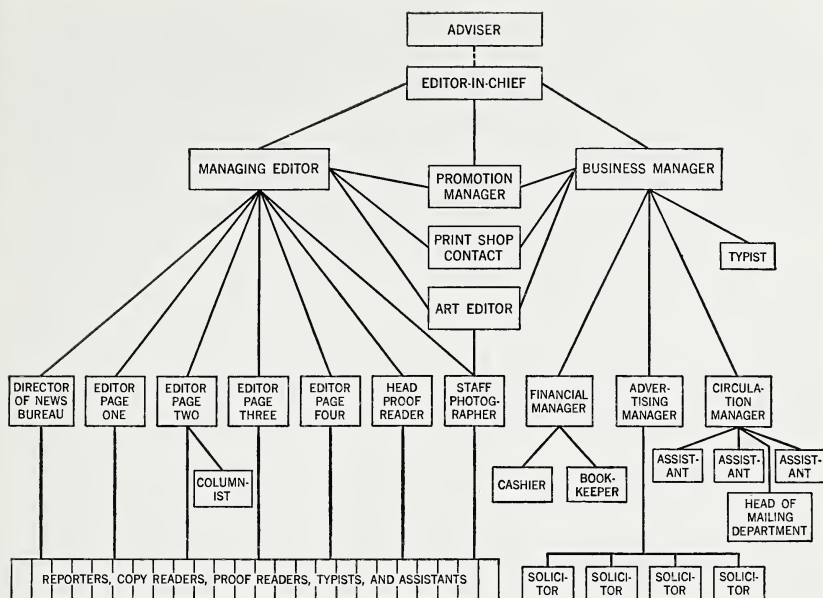 ADVISER
EDITOR-IN-CHIEF
MANAGING EDITOR
PROMOTION
MANAGER
BUSINESS MANAGER
PRINT SHOP
CONTACT
TYPIST
ART EDITOR
DIRECTOR
OF NEWS
BUREAU
EDITOR
PAGE
ONE
EDITOR
PAGE
TWO
EDITOR
PAGE
THREE
EDITOR
PAGE
FOUR
HEAD
PROOF
READER
STAFF
PHOTOG-
RAPHER
FINANCIAL
MANAGER
ADVER-
TISING
MANAGER
CIRCULA-
TION
MANAGER
COLUMN-
IST
CASHIER
BOOK-
KEEPER
ASSIST-
ANT
ASSIST-
ANT
ASSIST-
ANT
HEAD OF
MAILING
DEPARTMENT
REPORTERS, COPY READERS, PROOF READERS, TYPISTS, AND ASSISTANTS
SOLICI-
TOR
SOLICI-
TOR
SOLICI-
TOR
SOLICI-
TOR